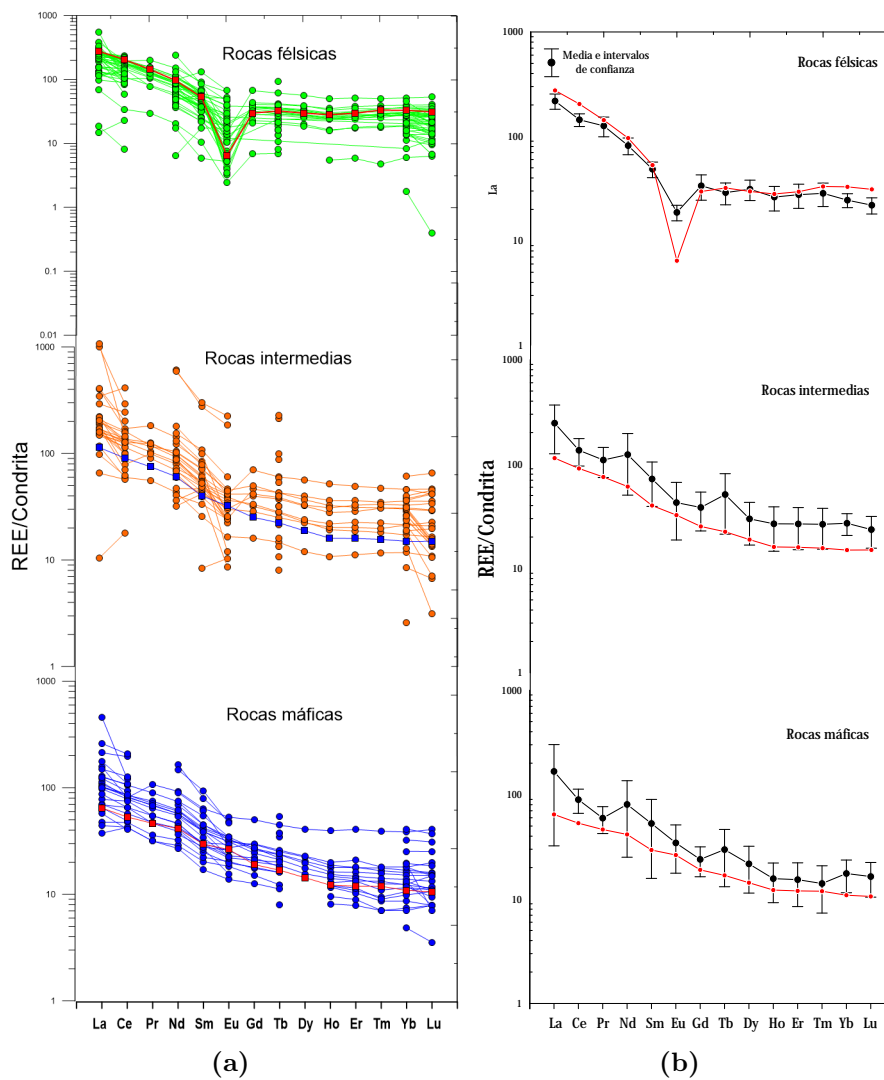 1000
Rocas félsicas
100
10
1
0.1
0.01
1000
Rocas intermedias
100
10
1
1000
Rocas máficas
100
10
1
REE/Condrita
La Ce Pr Nd Sm Eu Gd Tb Dy Ho Er Tm Yb Lu
(a)
1000
Media e intervalos
de confianza
Rocas félsicas
100
La
10
1
1000
Rocas intermedias
100
10
1
1000
Rocas máficas
100
10
1
REE/Condrita
La Ce Pr Nd Sm Eu Gd Tb Dy Ho Er Tm Yb Lu
(b)